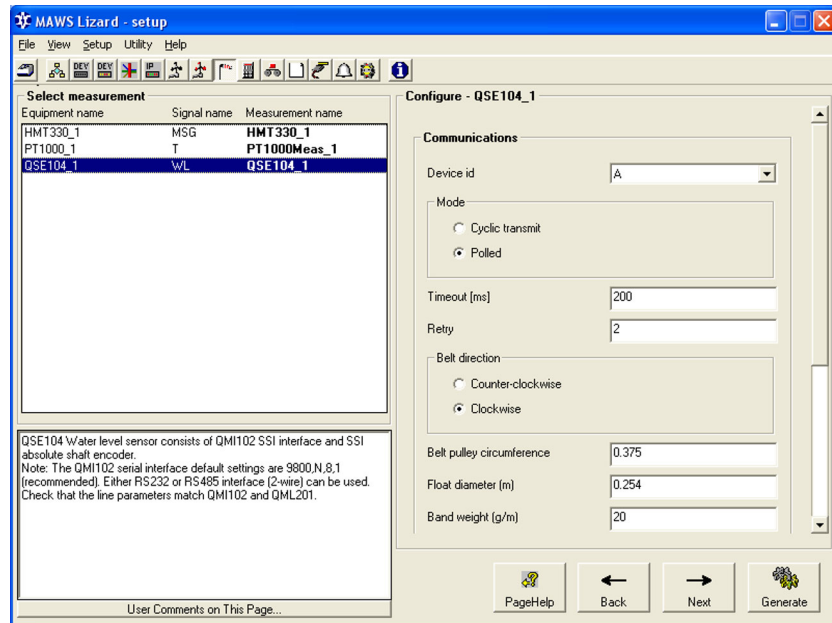 MAWS Lizard - setup
File View Setup Utility Help
DEV DEV IP
Select measurement
Equipment name Signal name Measurement name
HMT330_1 MSG HMT330_1
PT1000_1 T PT1000Meas_1
QSE104_1 WL QSE104_1
QSE104 Water level sensor consists of QMI102 SSI interface and SSI
absolute shaft encoder.
Note: The QMI102 serial interface default settings are 9800,N,8,1
(recommended). Either RS232 or RS485 interface (2-wire) can be used.
Check that the line parameters match QMI102 and QML201.
User Comments on This Page...
Configure - QSE104_1
Communications
Device id A
Mode
Cyclic transmit
Polled
Timeout [ms] 200
Retry 2
Belt direction
Counter-clockwise
Clockwise
Belt pulley circumference 0.375
Float diameter (m) 0.254
Band weight (g/m) 20
PageHelp Back Next Generate